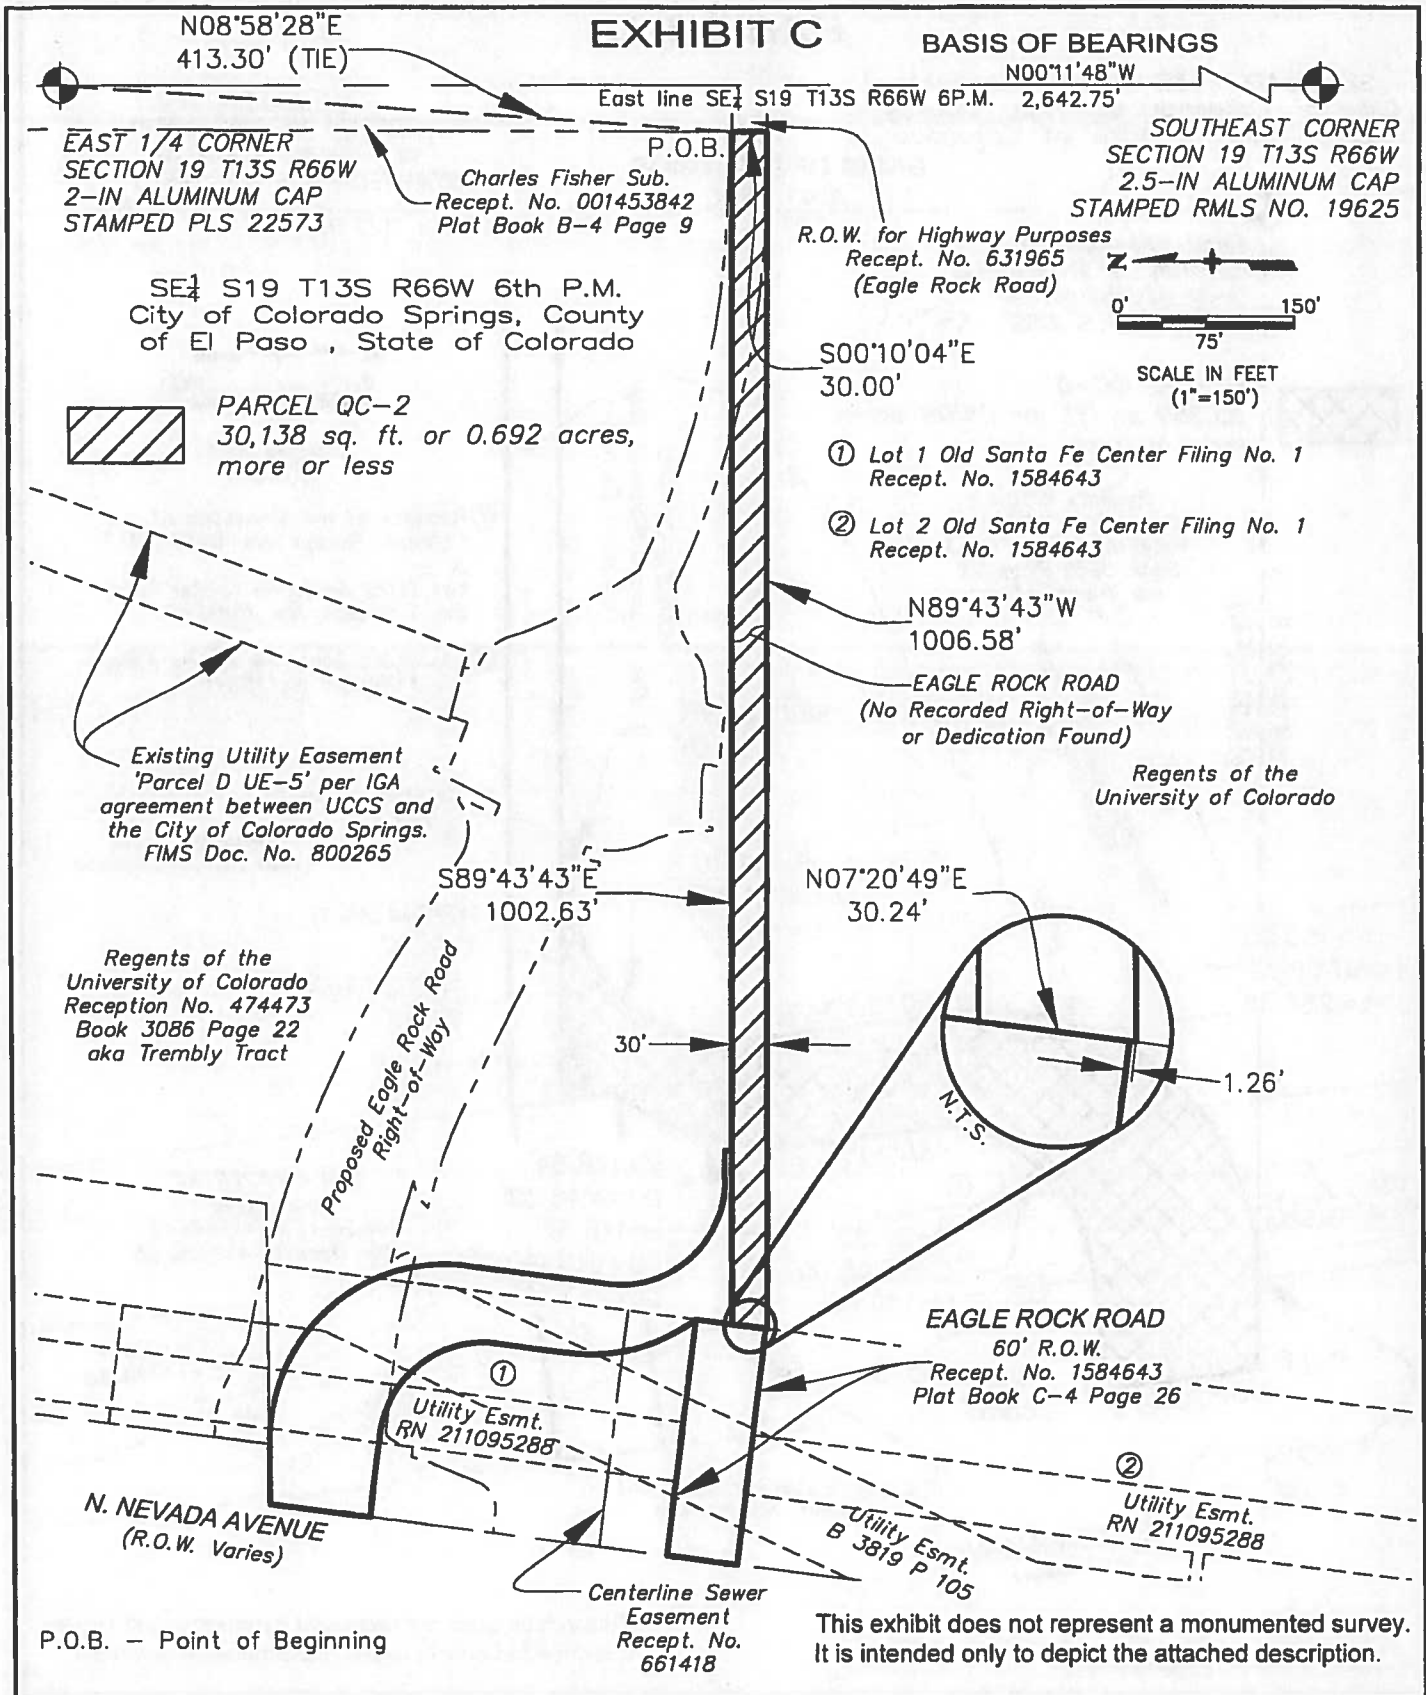 EXHIBIT C
N08°58'28"E
413.30' (TIE)
BASIS OF BEARINGS
N00°11'48"W
East line SE¼ S19 T13S R66W 6P.M. 2,642.75'
EAST 1/4 CORNER
SECTION 19 T13S R66W
2-IN ALUMINUM CAP
STAMPED PLS 22573
P.O.B.
Charles Fisher Sub.
Recept. No. 001453842
Plat Book B-4 Page 9
SOUTHEAST CORNER
SECTION 19 T13S R66W
2.5-IN ALUMINUM CAP
STAMPED RMLS NO. 19625
R.O.W. for Highway Purposes
Recept. No. 631965
(Eagle Rock Road)
N
0' 150'
75'
SCALE IN FEET
(1"=150')
SE¼ S19 T13S R66W 6th P.M.
City of Colorado Springs, County
of El Paso , State of Colorado
S00°10'04"E
30.00'
PARCEL QC-2
30,138 sq. ft. or 0.692 acres,
more or less
① Lot 1 Old Santa Fe Center Filing No. 1
Recept. No. 1584643
② Lot 2 Old Santa Fe Center Filing No. 1
Recept. No. 1584643
N89°43'43"W
1006.58'
EAGLE ROCK ROAD
(No Recorded Right-of-Way
or Dedication Found)
Existing Utility Easement
'Parcel D UE-5' per IGA
agreement between UCCS and
the City of Colorado Springs.
FIMS Doc. No. 800265
Regents of the
University of Colorado
S89°43'43"E
1002.63'
N07°20'49"E
30.24'
Regents of the
University of Colorado
Reception No. 474473
Book 3086 Page 22
aka Trembly Tract
Proposed Eagle Rock Road
Right-of-Way
30'
1.26'
N.T.S.
EAGLE ROCK ROAD
60' R.O.W.
Recept. No. 1584643
Plat Book C-4 Page 26
①
Utility Esmt.
RN 211095288
②
Utility Esmt.
RN 211095288
N. NEVADA AVENUE
(R.O.W. Varies)
Utility Esmt.
B 3819 P 105
Centerline Sewer
Easement
Recept. No.
661418
P.O.B. - Point of Beginning
This exhibit does not represent a monumented survey.
It is intended only to depict the attached description.